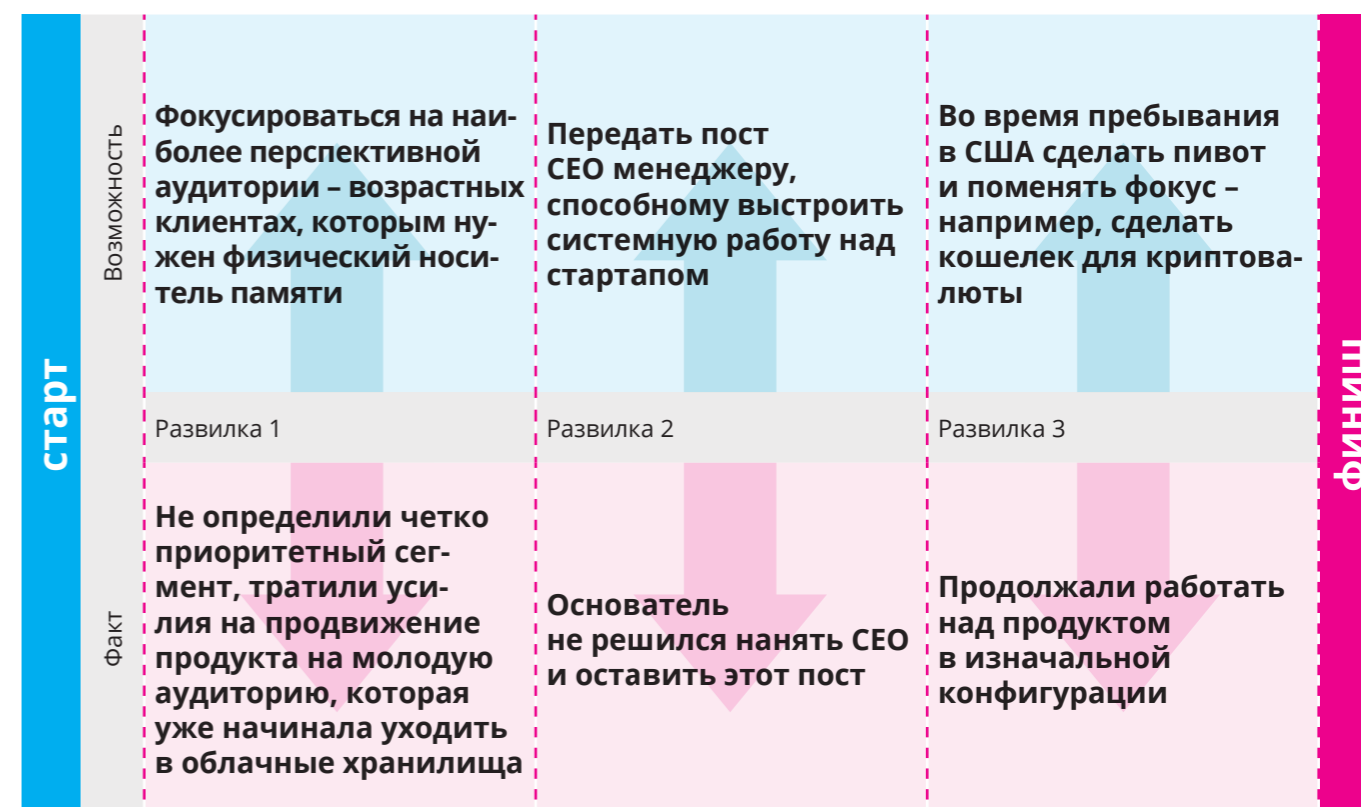 старт
Возможность
Фокусироваться на наи-
более перспективной
аудитории – возрастных
клиентах, которым ну-
жен физический носи-
тель памяти
Передать пост
CEO менеджеру,
способному выстроить
системную работу над
стартапом
Во время пребывания
в США сделать пивот
и поменять фокус –
например, сделать
кошелек для криптова-
люты
Развилка 1
Развилка 2
Развилка 3
Факт
Не определили четко
приоритетный сег-
мент, тратили уси-
лия на продвижение
продукта на молодую
аудиторию, которая
уже начинала уходить
в облачные хранилища
Основатель
не решился нанять CEO
и оставить этот пост
Продолжали работать
над продуктом
в изначальной
конфигурации
финиш